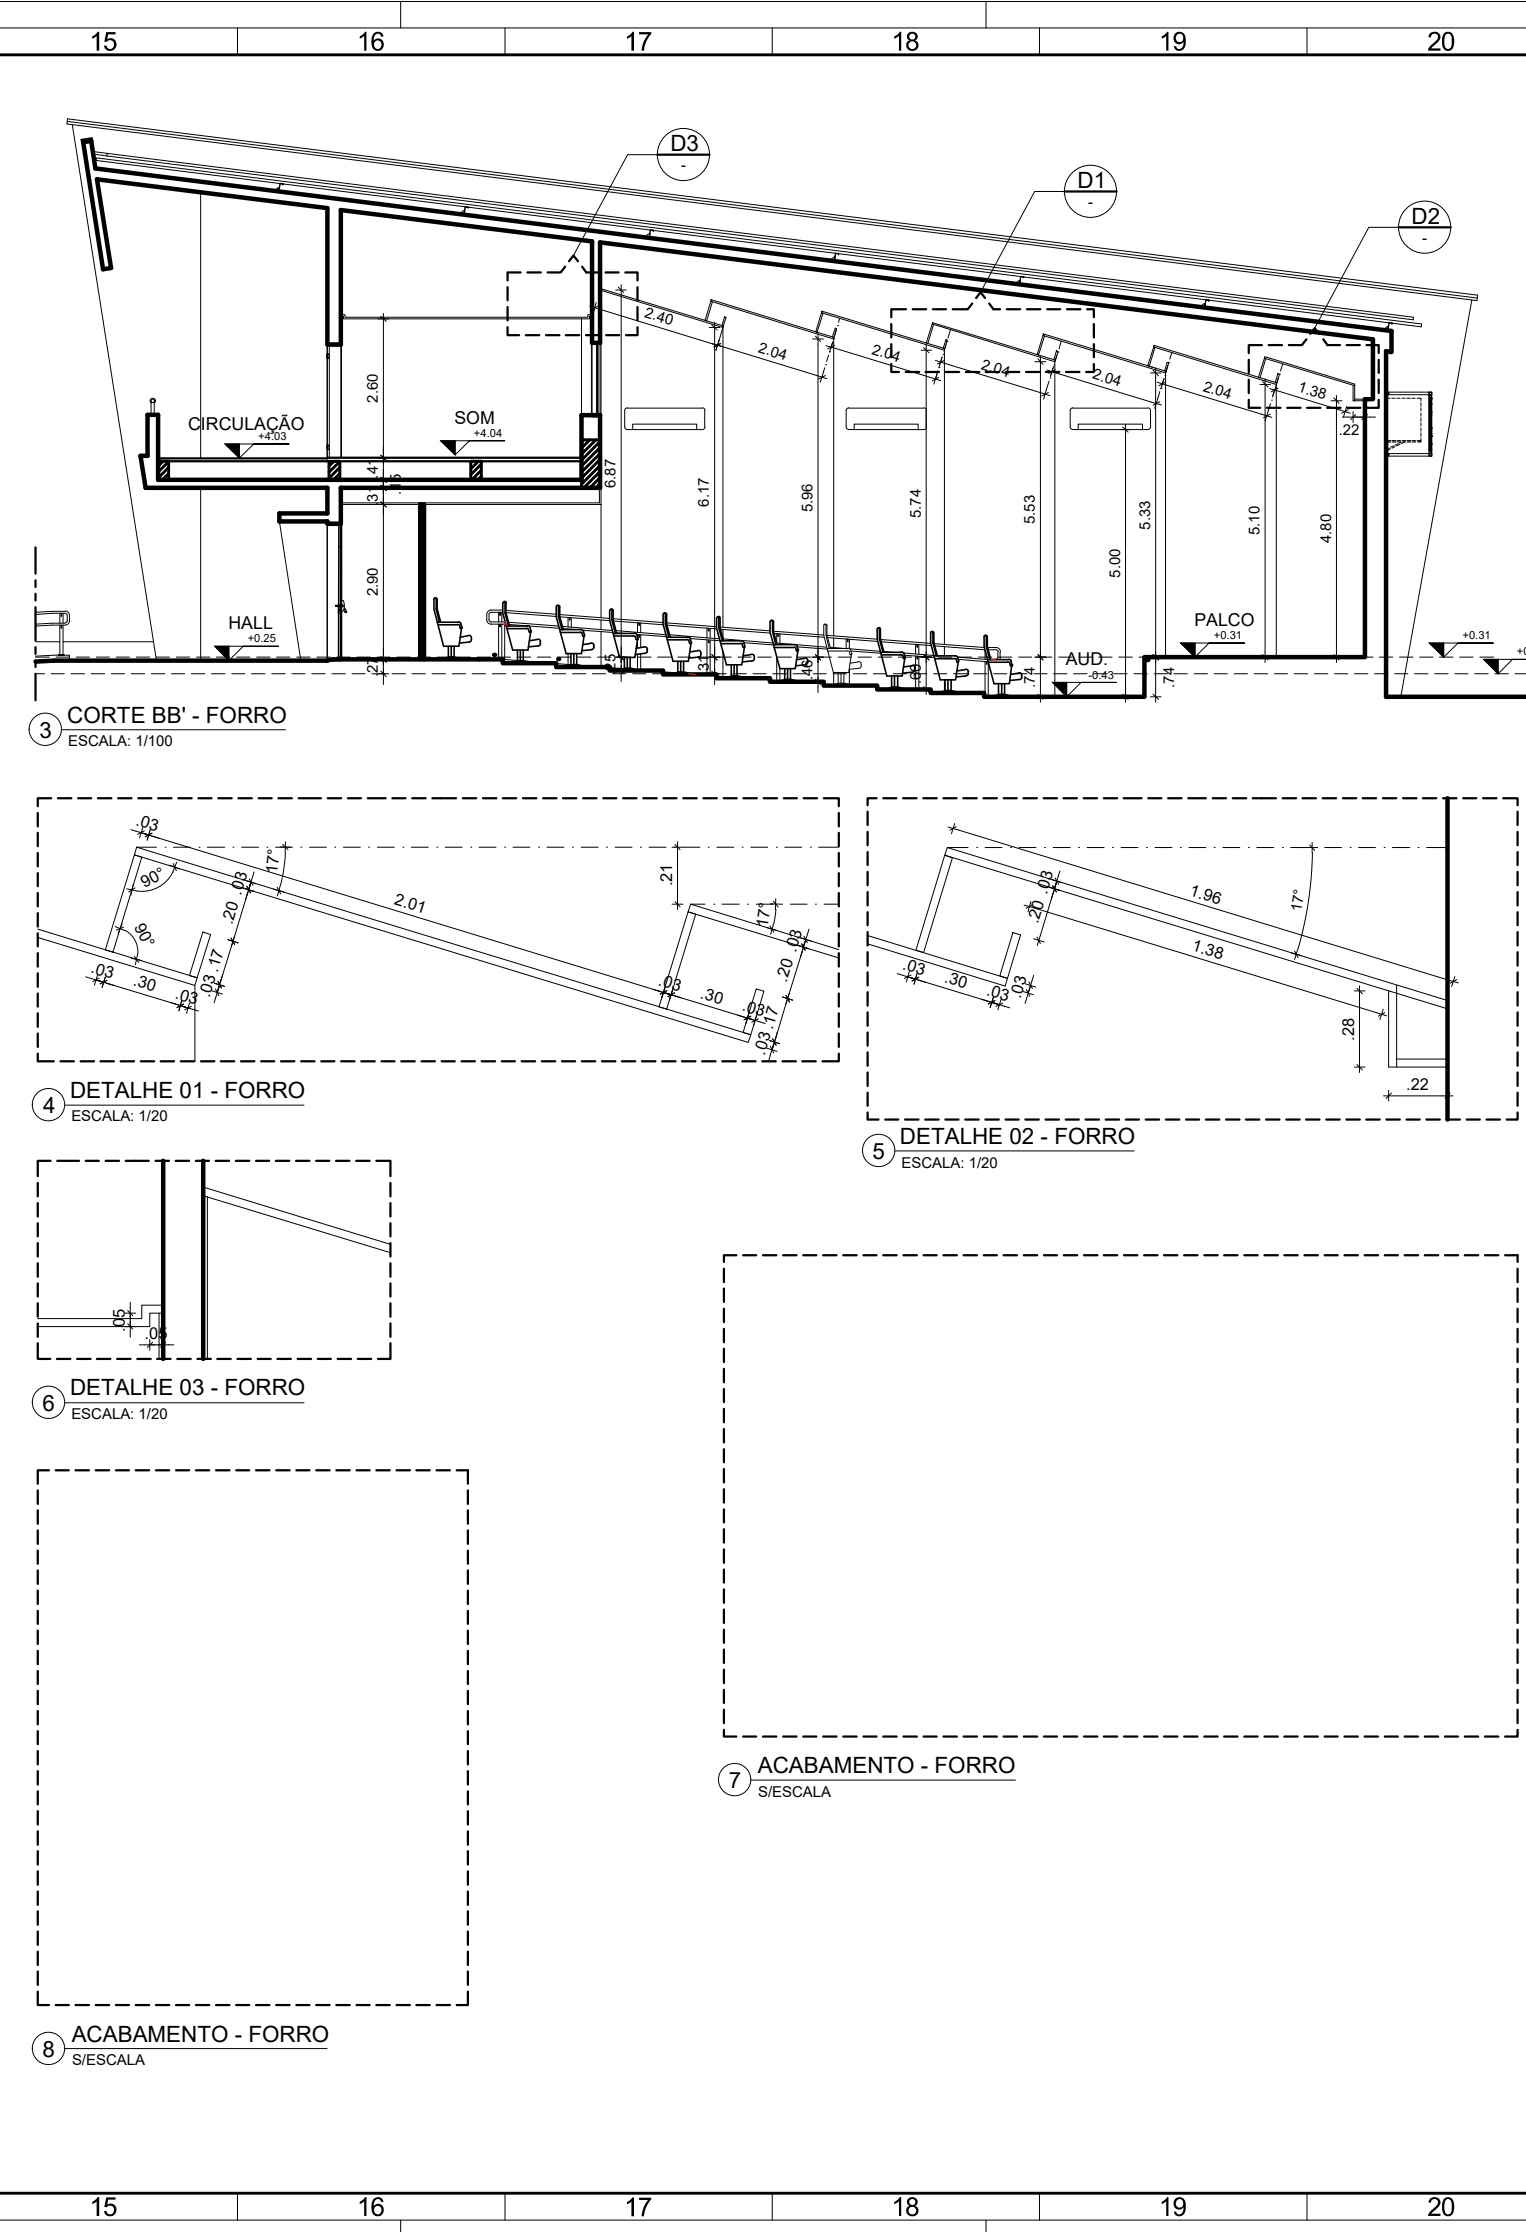 15 16 17 18 19 20
D3
-
D1
-
D2
-
2.40 2.04 2.04 2.04 2.04 2.04 1.38
.22
2.60
CIRCULAÇÃO
+4.03
SOM
+4.04
6.87 6.17 5.96 5.74 5.53 5.00 5.33 5.10 4.80
2.90
HALL
+0.25
PALCO
+0.31
+0.31
AUD.
-0.43
.74 .74
3 CORTE BB' - FORRO
ESCALA: 1/100
.03
17°
90°
.03
.20
2.01
.21
17°
.03
90°
.20
.17
.03
.03 .30 .03
.03 .30 .03
.17
.03
4 DETALHE 01 - FORRO
ESCALA: 1/20
1.96
17°
.03
.20
1.38
.03 .30 .03
.03
.28
.22
5 DETALHE 02 - FORRO
ESCALA: 1/20
.05
.05
6 DETALHE 03 - FORRO
ESCALA: 1/20
7 ACABAMENTO - FORRO
S/ESCALA
8 ACABAMENTO - FORRO
S/ESCALA
15 16 17 18 19 20